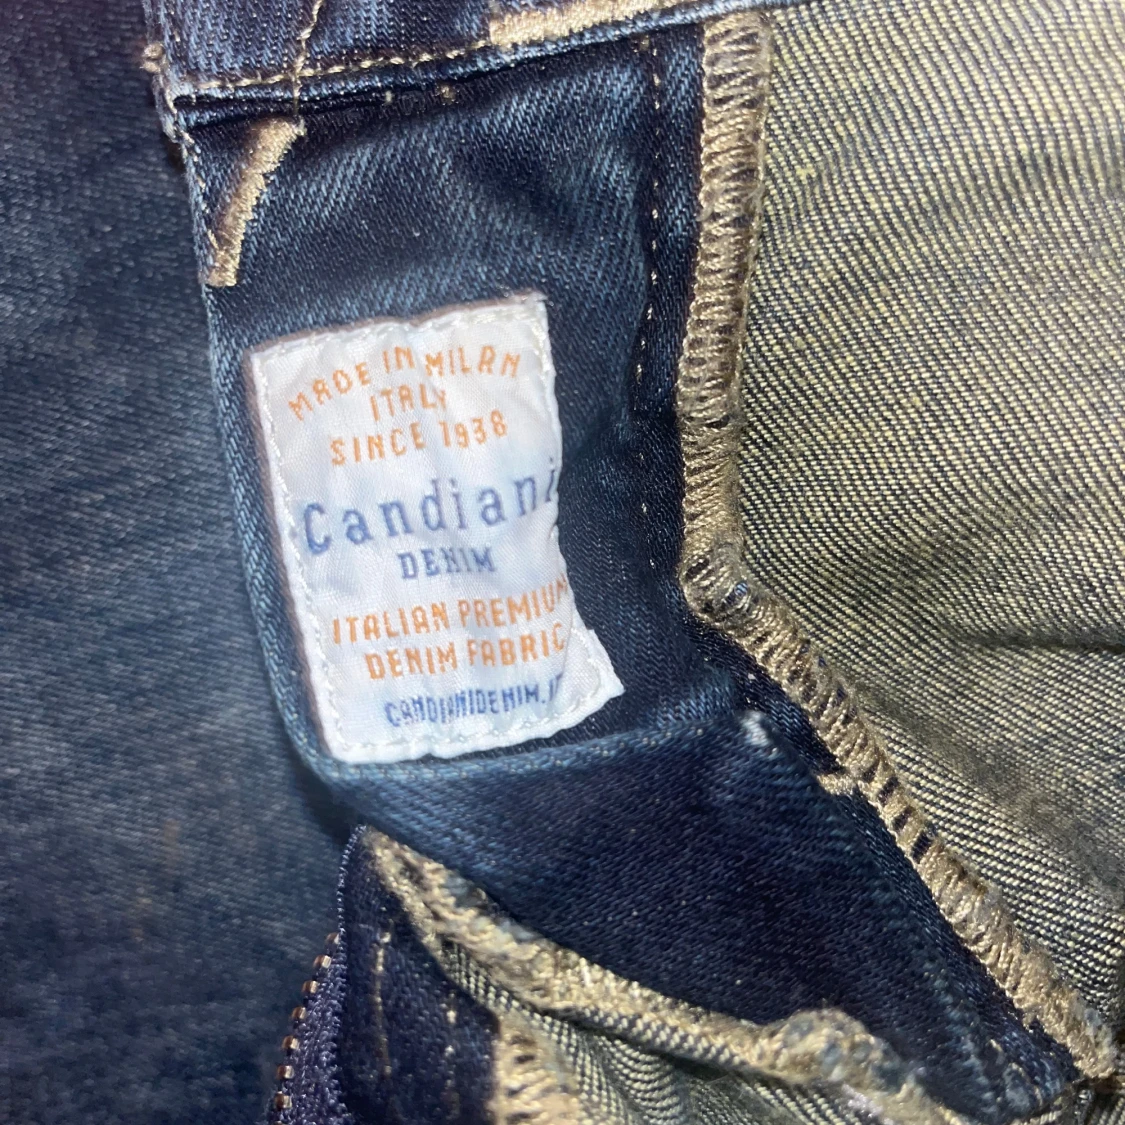 MADE IN MILAN
ITALY
SINCE 1938
Candiani
DENIM
ITALIAN PREMIUM
DENIM FABRIC
CANDIANIDENIM.IT